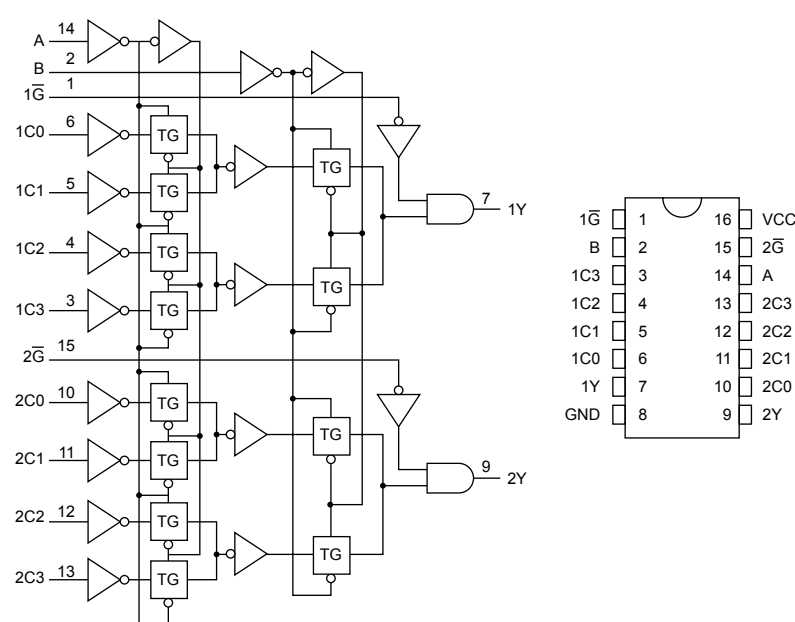 A 14
B 2
1G̅ 1
1C0 6 TG
TG
1C1 5 TG
7 1Y
1C2 4 TG
TG
1C3 3 TG
2G̅ 15
2C0 10 TG
TG
2C1 11 TG
9 2Y
2C2 12 TG
TG
2C3 13 TG
1G̅ 1 16 VCC
B 2 15 2G̅
1C3 3 14 A
1C2 4 13 2C3
1C1 5 12 2C2
1C0 6 11 2C1
1Y 7 10 2C0
GND 8 9 2Y